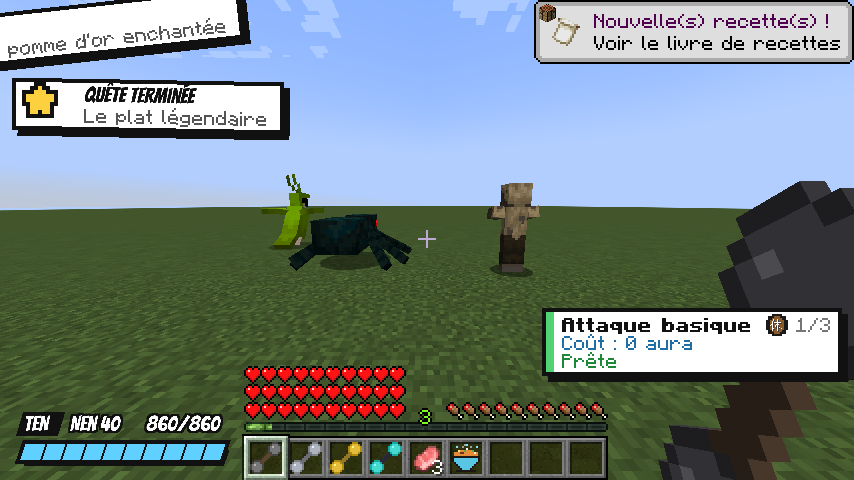 pomme d'or enchantée
Nouvelle(s) recette(s) !
Voir le livre de recettes
QUÊTE TERMINÉE
Le plat légendaire
Attaque basique 休 1/3
Coût : 0 aura
Prête
3
TEN NEN 40 860/860
3